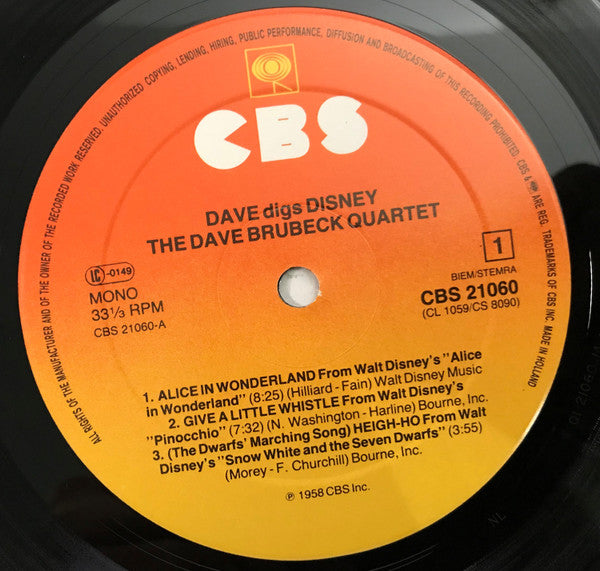 ALL RIGHTS OF THE MANUFACTURER AND OF THE OWNER OF THE RECORDED WORK RESERVED. UNAUTHORIZED COPYING, LENDING, HIRING, PUBLIC PERFORMANCE, DIFFUSION AND BROADCASTING OF THIS RECORDING PROHIBITED. CBS & ARE REG. TRADEMARKS OF CBS INC. MADE IN HOLLAND
CBS
DAVE digs DISNEY
THE DAVE BRUBECK QUARTET
LC-0149
MONO
33⅓ RPM
CBS 21060-A
1
BIEM/STEMRA
CBS 21060
(CL 1059/CS 8090)
1. ALICE IN WONDERLAND From Walt Disney's "Alice
in Wonderland" (8:25) (Hilliard - Fain) Walt Disney Music
2. GIVE A LITTLE WHISTLE From Walt Disney's
"Pinocchio" (7:32) (N. Washington - Harline) Bourne, Inc.
3. (The Dwarfs' Marching Song) HEIGH-HO From Walt
Disney's "Snow White and the Seven Dwarfs" (3:55)
(Morey - F. Churchill) Bourne, Inc.
℗ 1958 CBS Inc.
NL